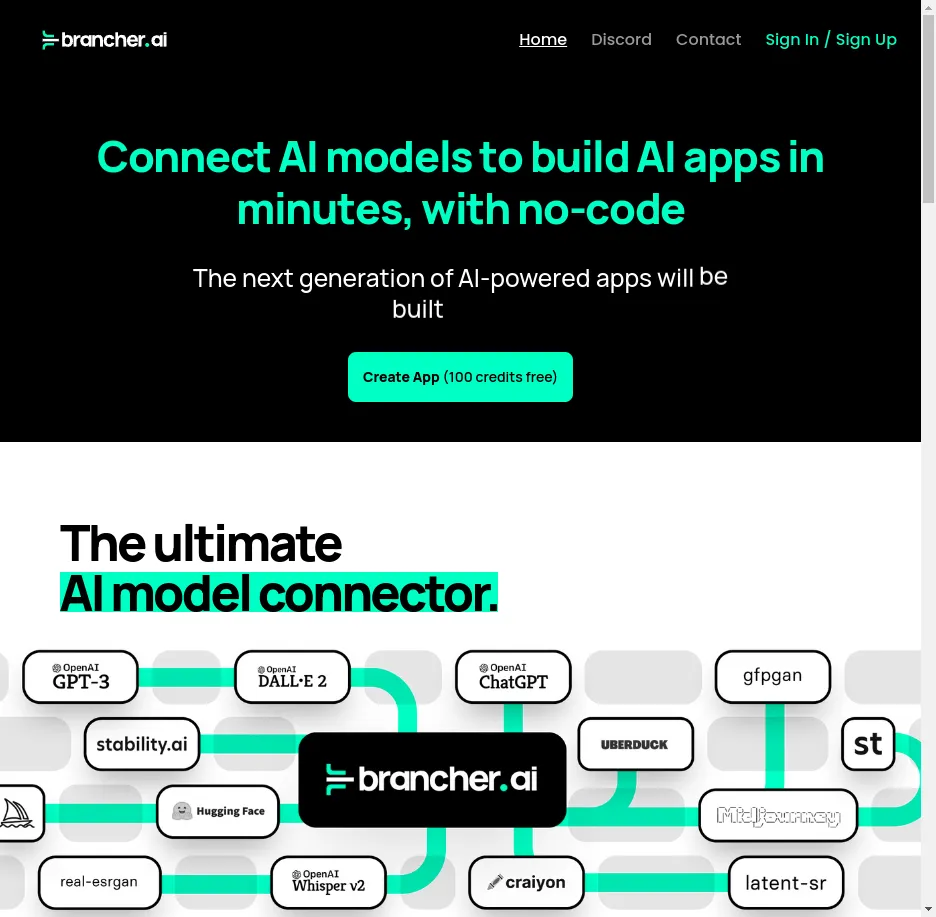 brancher.ai
Home Discord Contact Sign In / Sign Up
Connect AI models to build AI apps in
minutes, with no-code
The next generation of AI-powered apps will be
built
Create App (100 credits free)
The ultimate
AI model connector.
OpenAI
GPT-3
OpenAI
DALL•E 2
OpenAI
ChatGPT
gfpgan
stability.ai
brancher.ai
UBERDUCK
st
Hugging Face
Midjourney
real-esrgan
OpenAI
Whisper v2
craiyon
latent-sr